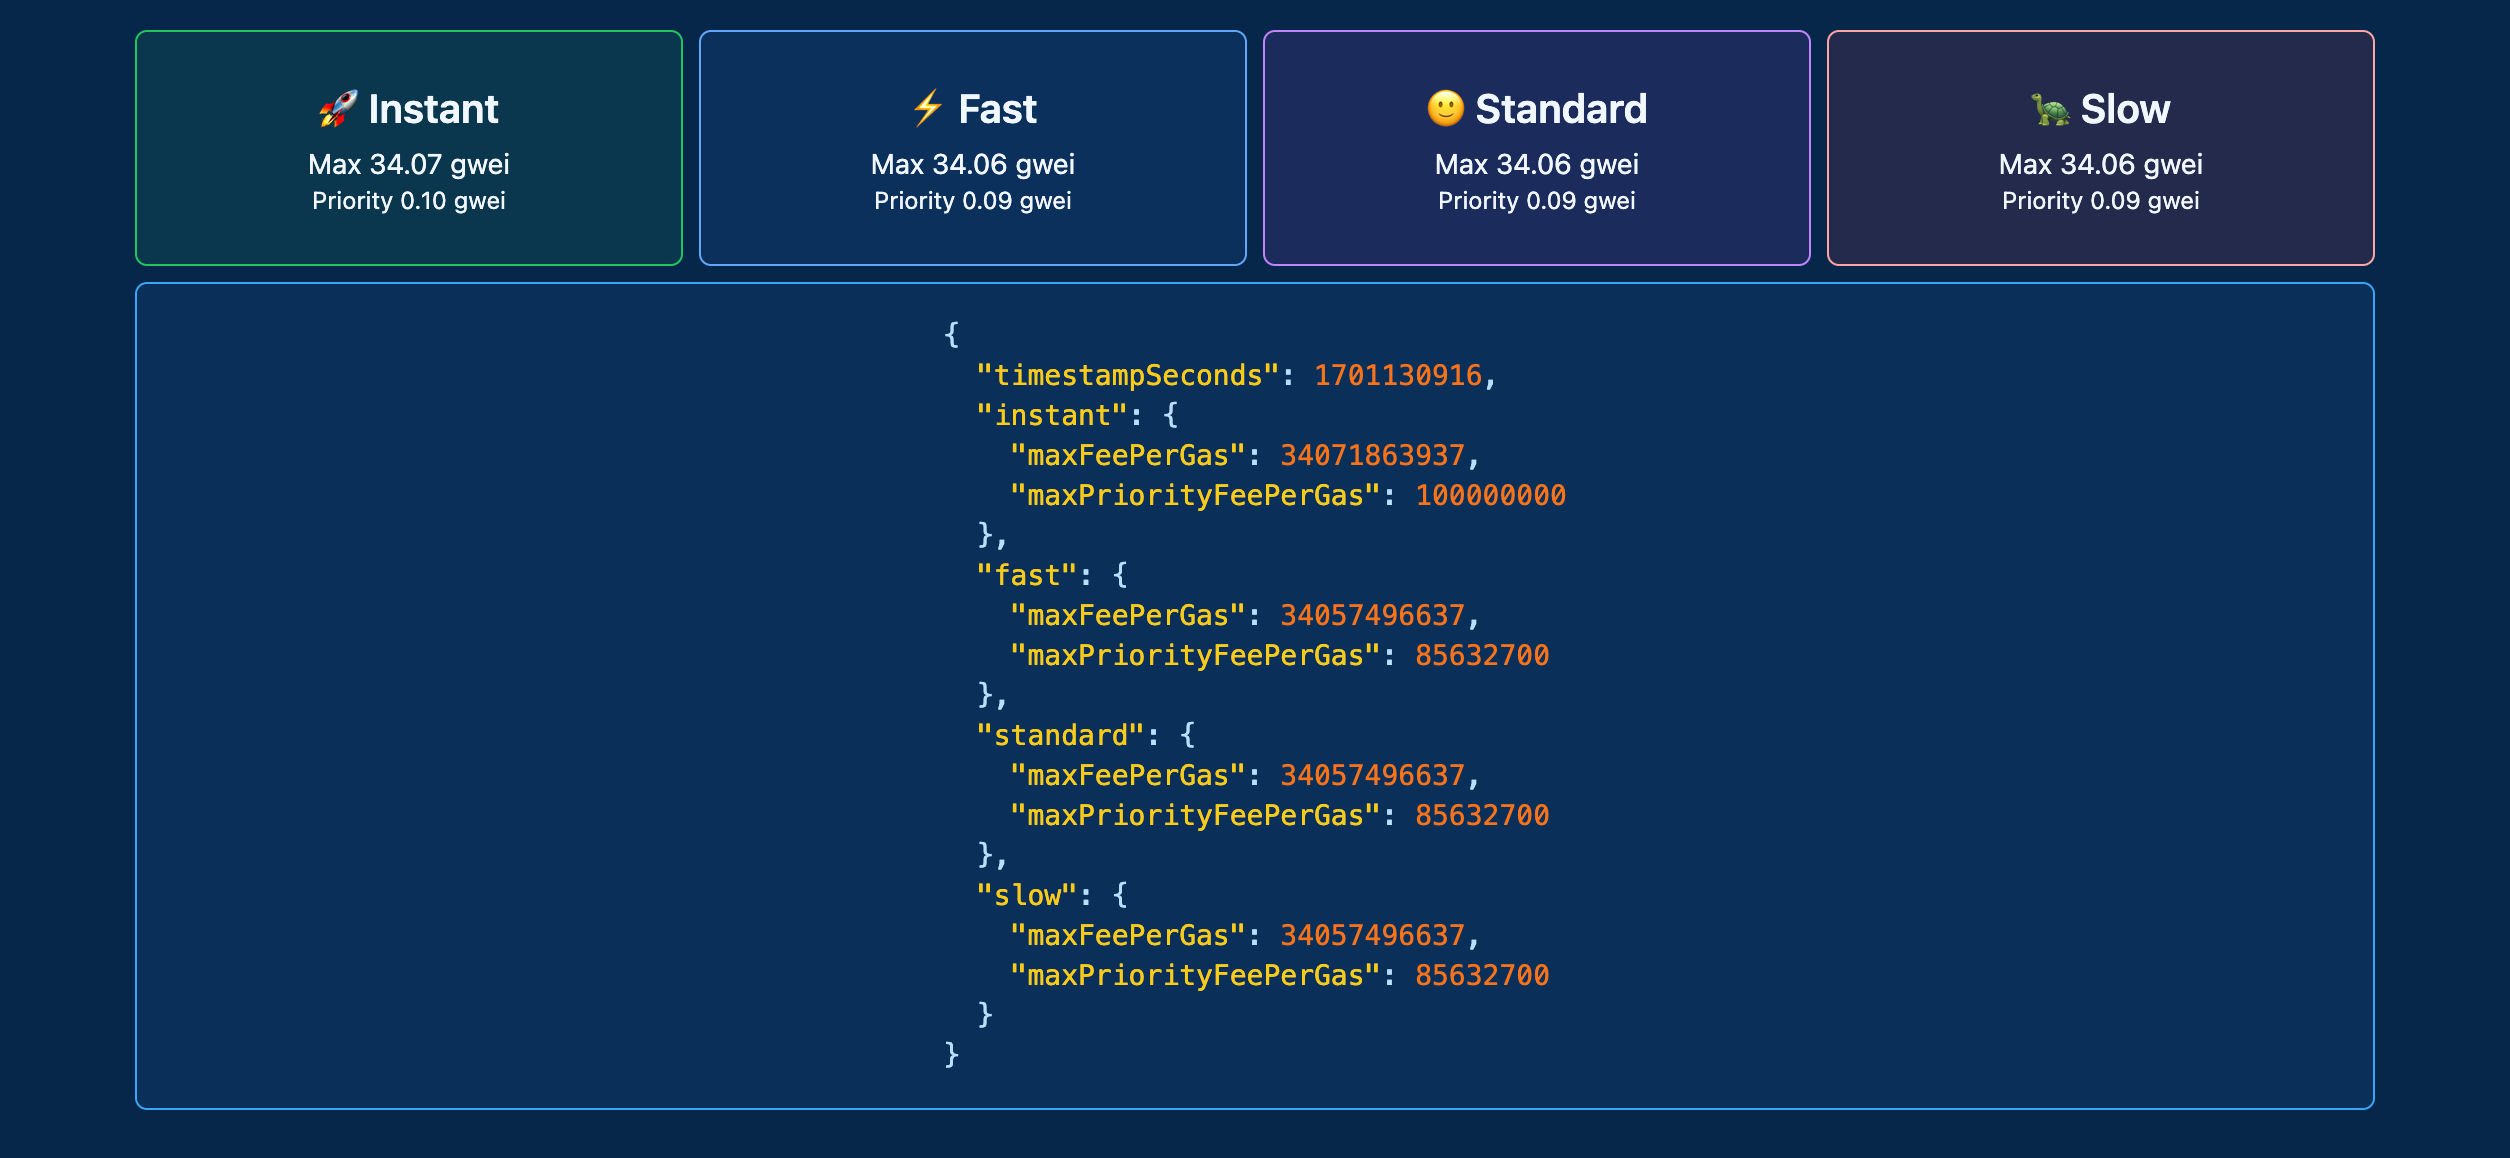 🚀 Instant
Max 34.07 gwei
Priority 0.10 gwei
⚡ Fast
Max 34.06 gwei
Priority 0.09 gwei
🙂 Standard
Max 34.06 gwei
Priority 0.09 gwei
🐢 Slow
Max 34.06 gwei
Priority 0.09 gwei
{
  "timestampSeconds": 1701130916,
  "instant": {
    "maxFeePerGas": 34071863937,
    "maxPriorityFeePerGas": 100000000
  },
  "fast": {
    "maxFeePerGas": 34057496637,
    "maxPriorityFeePerGas": 85632700
  },
  "standard": {
    "maxFeePerGas": 34057496637,
    "maxPriorityFeePerGas": 85632700
  },
  "slow": {
    "maxFeePerGas": 34057496637,
    "maxPriorityFeePerGas": 85632700
  }
}